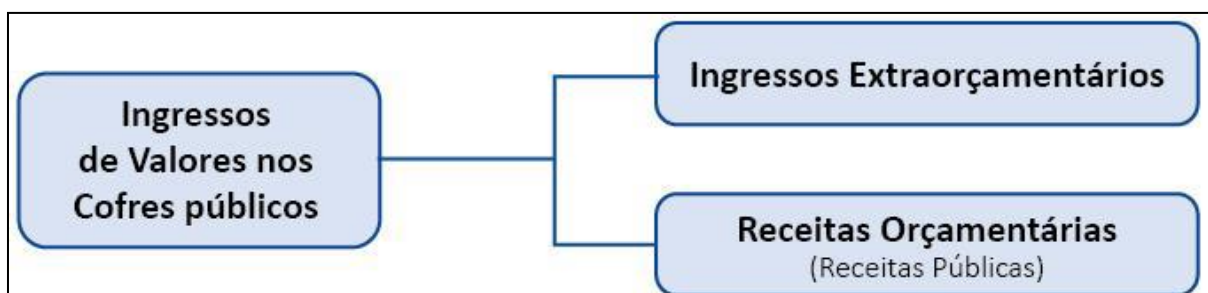 Ingressos
de Valores nos
Cofres públicos
Ingressos Extraorçamentários
Receitas Orçamentárias
(Receitas Públicas)